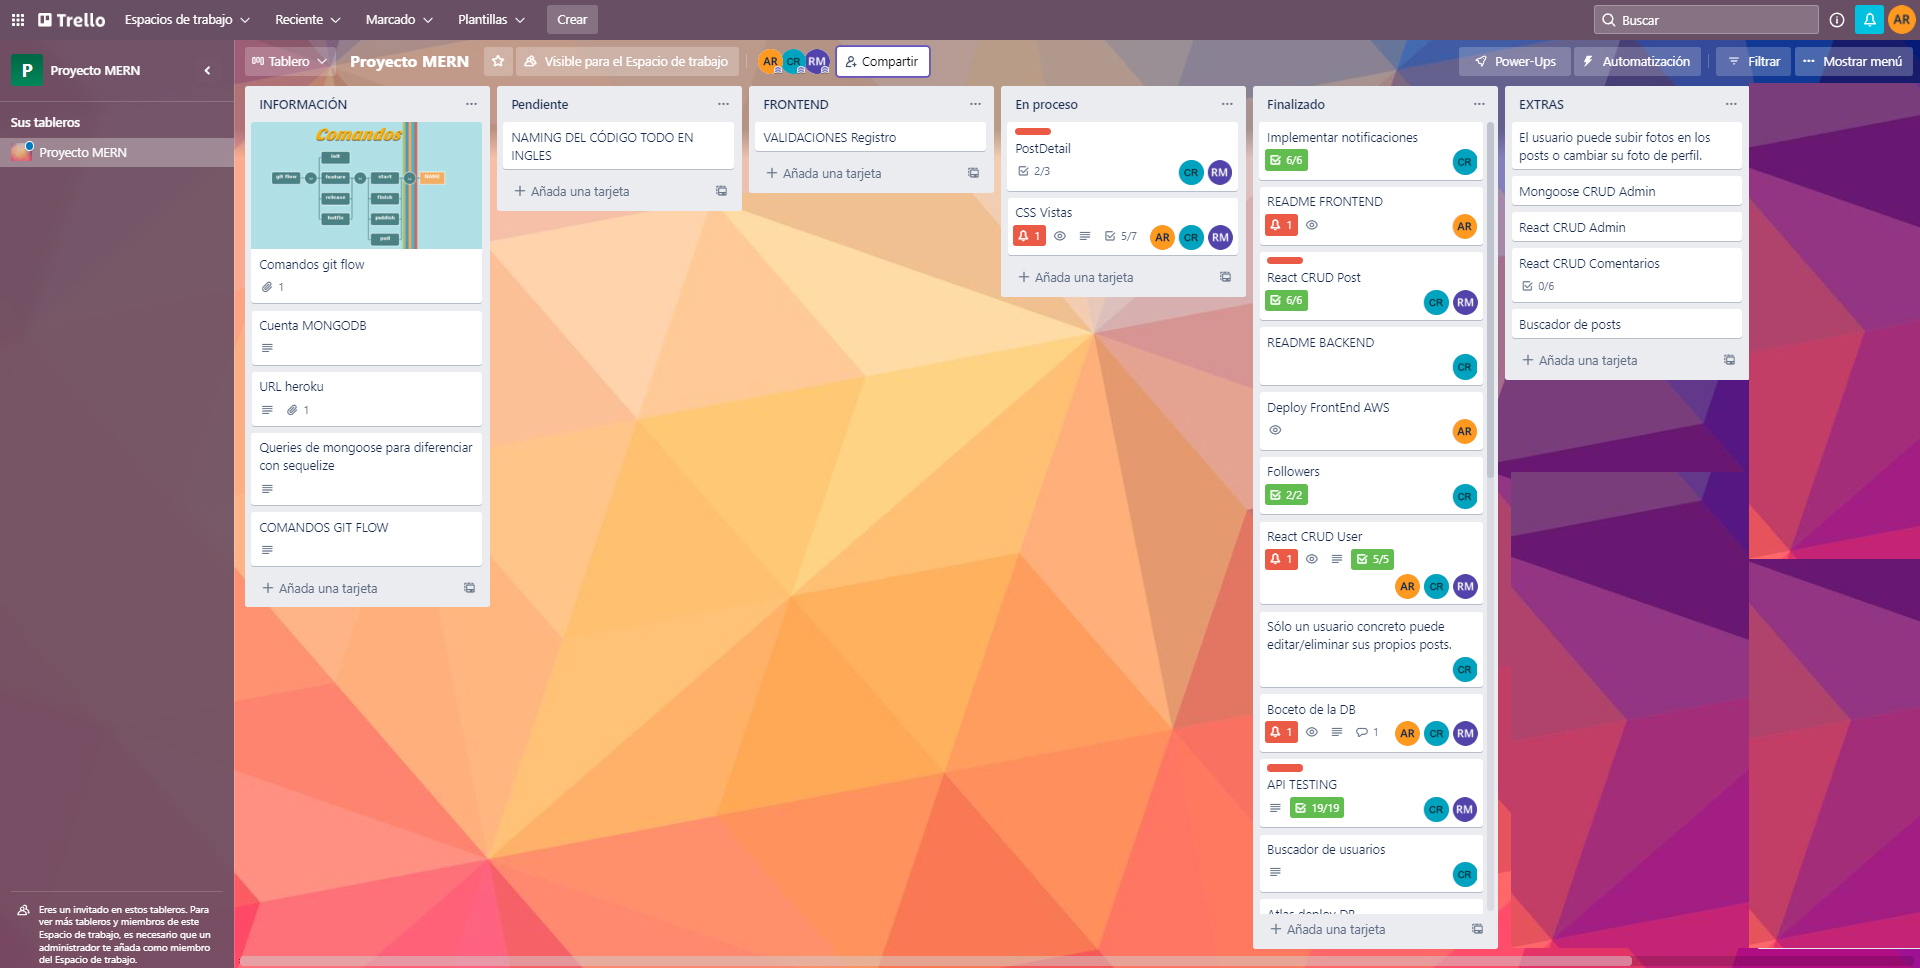 Trello
Espacios de trabajo
Reciente
Marcado
Plantillas
Crear
Buscar
AR
P
Proyecto MERN
Sus tableros
Proyecto MERN
Eres un invitado en estos tableros. Para
ver más tableros y miembros de este
Espacio de trabajo, es necesario que un
administrador te añada como miembro
del Espacio de trabajo.
Tablero
Proyecto MERN
Visible para el Espacio de trabajo
AR CR RM
Compartir
Power-Ups
Automatización
Filtrar
Mostrar menú
INFORMACIÓN
Comandos
init
git flow
feature
start
NAME
release
finish
hotfix
publish
pull
Comandos git flow
1
Cuenta MONGODB
URL heroku
1
Queries de mongoose para diferenciar
con sequelize
COMANDOS GIT FLOW
+ Añada una tarjeta
Pendiente
NAMING DEL CÓDIGO TODO EN
INGLES
+ Añada una tarjeta
FRONTEND
VALIDACIONES Registro
+ Añada una tarjeta
En proceso
PostDetail
2/3
CR RM
CSS Vistas
1 5/7 AR CR RM
+ Añada una tarjeta
Finalizado
Implementar notificaciones
6/6 CR
README FRONTEND
1 AR
React CRUD Post
6/6 CR RM
README BACKEND
CR
Deploy FrontEnd AWS
AR
Followers
2/2 CR
React CRUD User
1 5/5
AR CR RM
Sólo un usuario concreto puede
editar/eliminar sus propios posts.
CR
Boceto de la DB
1 1 AR CR RM
API TESTING
19/19 CR RM
Buscador de usuarios
CR
Atlas deploy DB
+ Añada una tarjeta
EXTRAS
El usuario puede subir fotos en los
posts o cambiar su foto de perfil.
Mongoose CRUD Admin
React CRUD Admin
React CRUD Comentarios
0/6
Buscador de posts
+ Añada una tarjeta